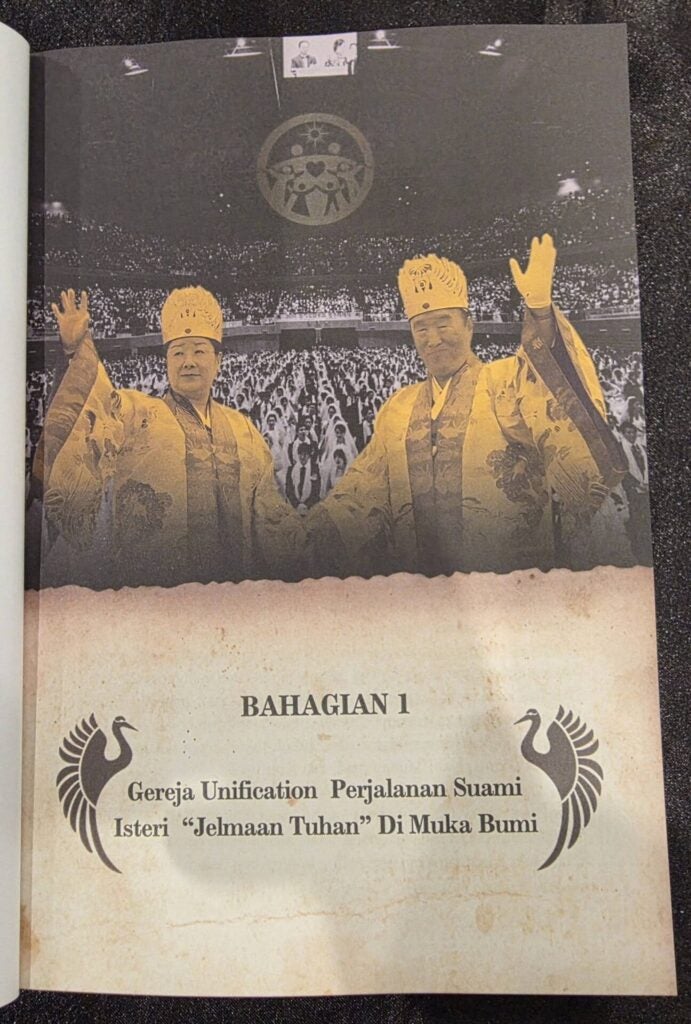 BAHAGIAN 1
Gereja Unification Perjalanan Suami
Isteri “Jelmaan Tuhan” Di Muka Bumi